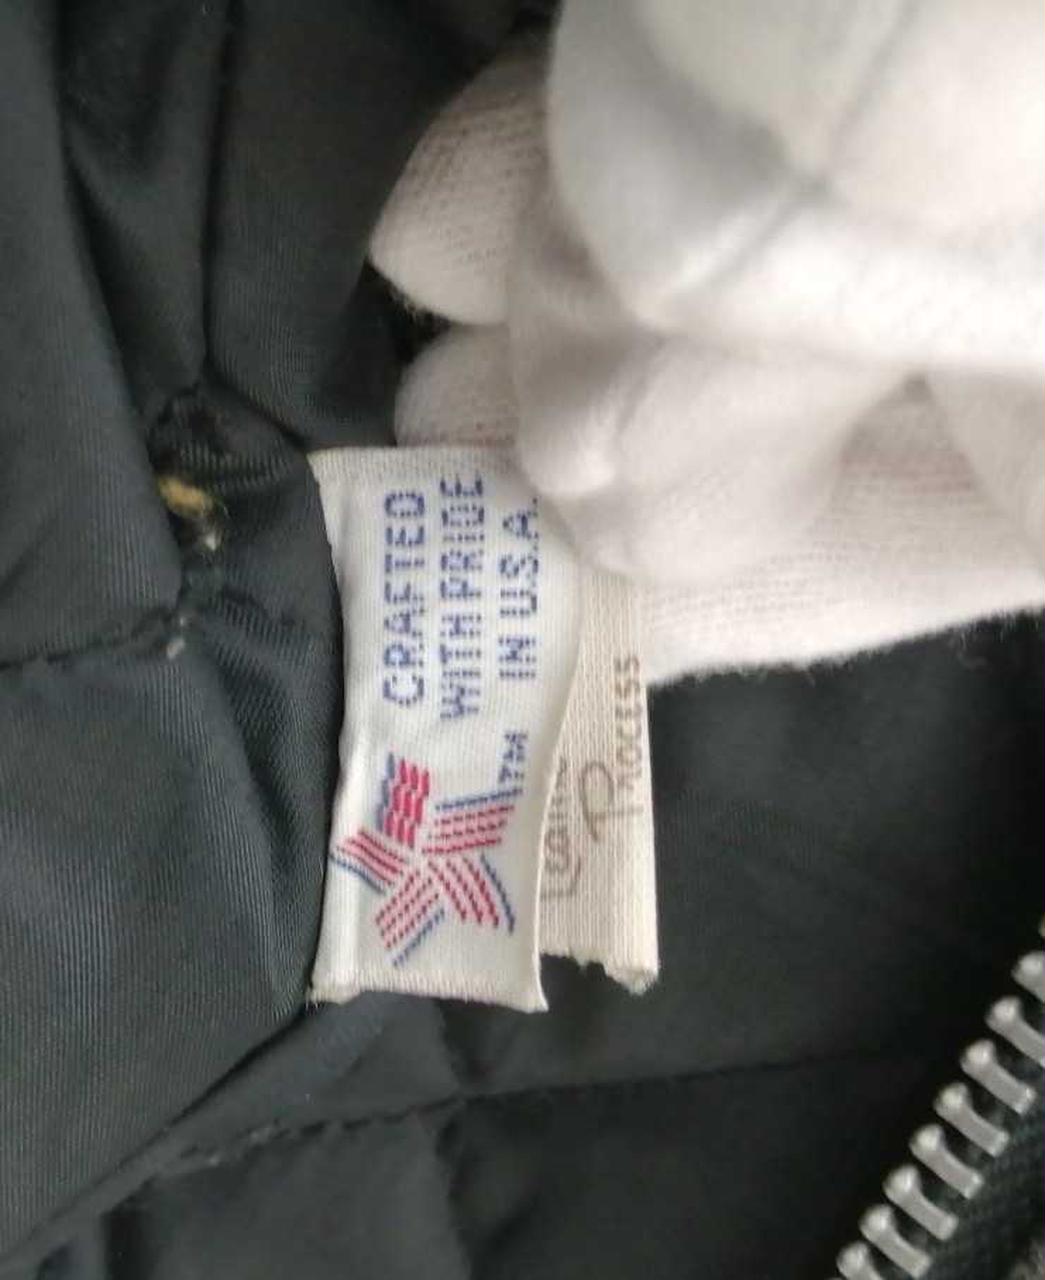 CRAFTED
WITH PRIDE
IN U.S.A.
TM
Process